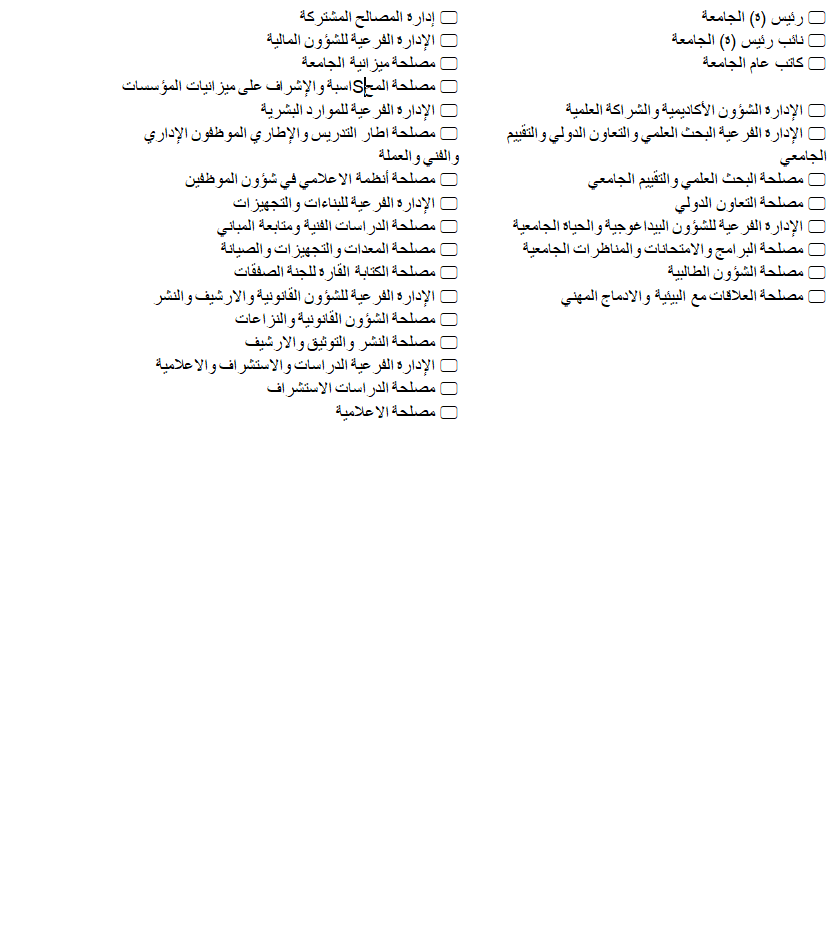 رئيس (ة) الجامعة
نائب رئيس (ة) الجامعة
كاتب عام الجامعة
الإدارة الشؤون الأكاديمية والشراكة العلمية
الإدارة الفرعية البحث العلمي والتعاون الدولي والتقييم
الجامعي
مصلحة البحث العلمي والتقييم الجامعي
مصلحة التعاون الدولي
الإدارة الفرعية للشؤون البيداغوجية والحياة الجامعية
مصلحة البرامج والامتحانات والمناظرات الجامعية
مصلحة الشؤون الطالبية
مصلحة العلاقات مع البيئية والادماج المهني
إدارة المصالح المشتركة
الإدارة الفرعية للشؤون المالية
مصلحة ميزانية الجامعة
مصلحة المحSاسبة والإشراف على ميزانيات المؤسسات
الإدارة الفرعية للموارد البشرية
مصلحة اطار التدريس والإطاري الموظفون الإداري
والفني والعملة
مصلحة أنظمة الاعلامي في شؤون الموظفين
الإدارة الفرعية للبناءات والتجهيزات
مصلحة الدراسات الفنية ومتابعة المباني
مصلحة المعدات والتجهيزات والصيانة
مصلحة الكتابة القارة للجنة الصفقات
الإدارة الفرعية للشؤون القانونية والارشيف والنشر
مصلحة الشؤون القانونية والنزاعات
مصلحة النشر والتوثيق والارشيف
الإدارة الفرعية الدراسات والاستشراف والاعلامية
مصلحة الدراسات الاستشراف
مصلحة الاعلامية